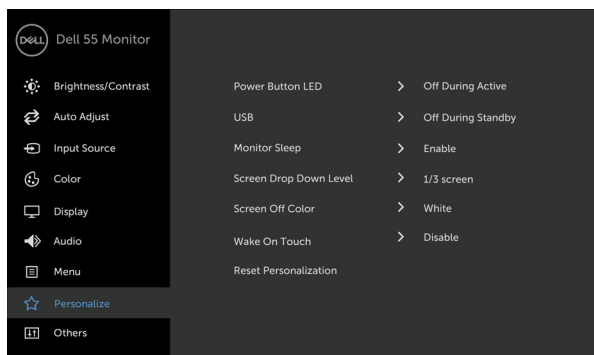 DELL Dell 55 Monitor
Brightness/Contrast
Auto Adjust
Input Source
Color
Display
Audio
Menu
Personalize
Others
Power Button LED > Off During Active
USB > Off During Standby
Monitor Sleep > Enable
Screen Drop Down Level > 1/3 screen
Screen Off Color > White
Wake On Touch > Disable
Reset Personalization